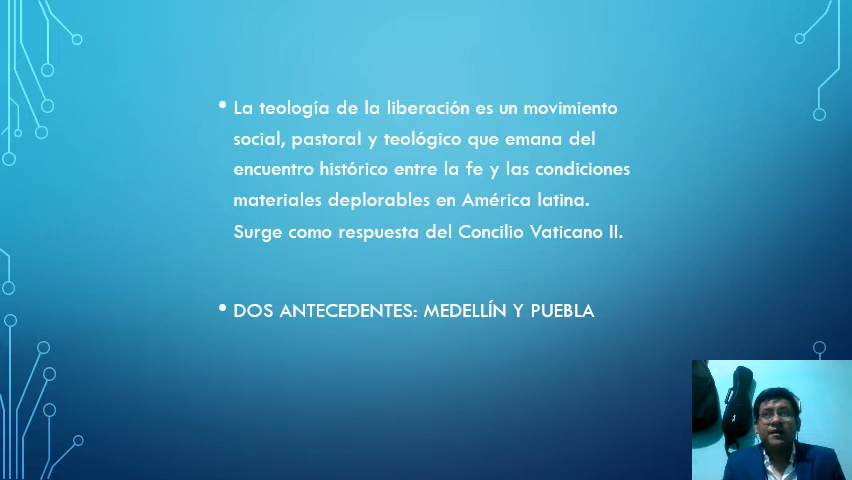 • La teología de la liberación es un movimiento
social, pastoral y teológico que emana del
encuentro histórico entre la fe y las condiciones
materiales deplorables en América latina.
Surge como respuesta del Concilio Vaticano II.
• DOS ANTECEDENTES: MEDELLÍN Y PUEBLA